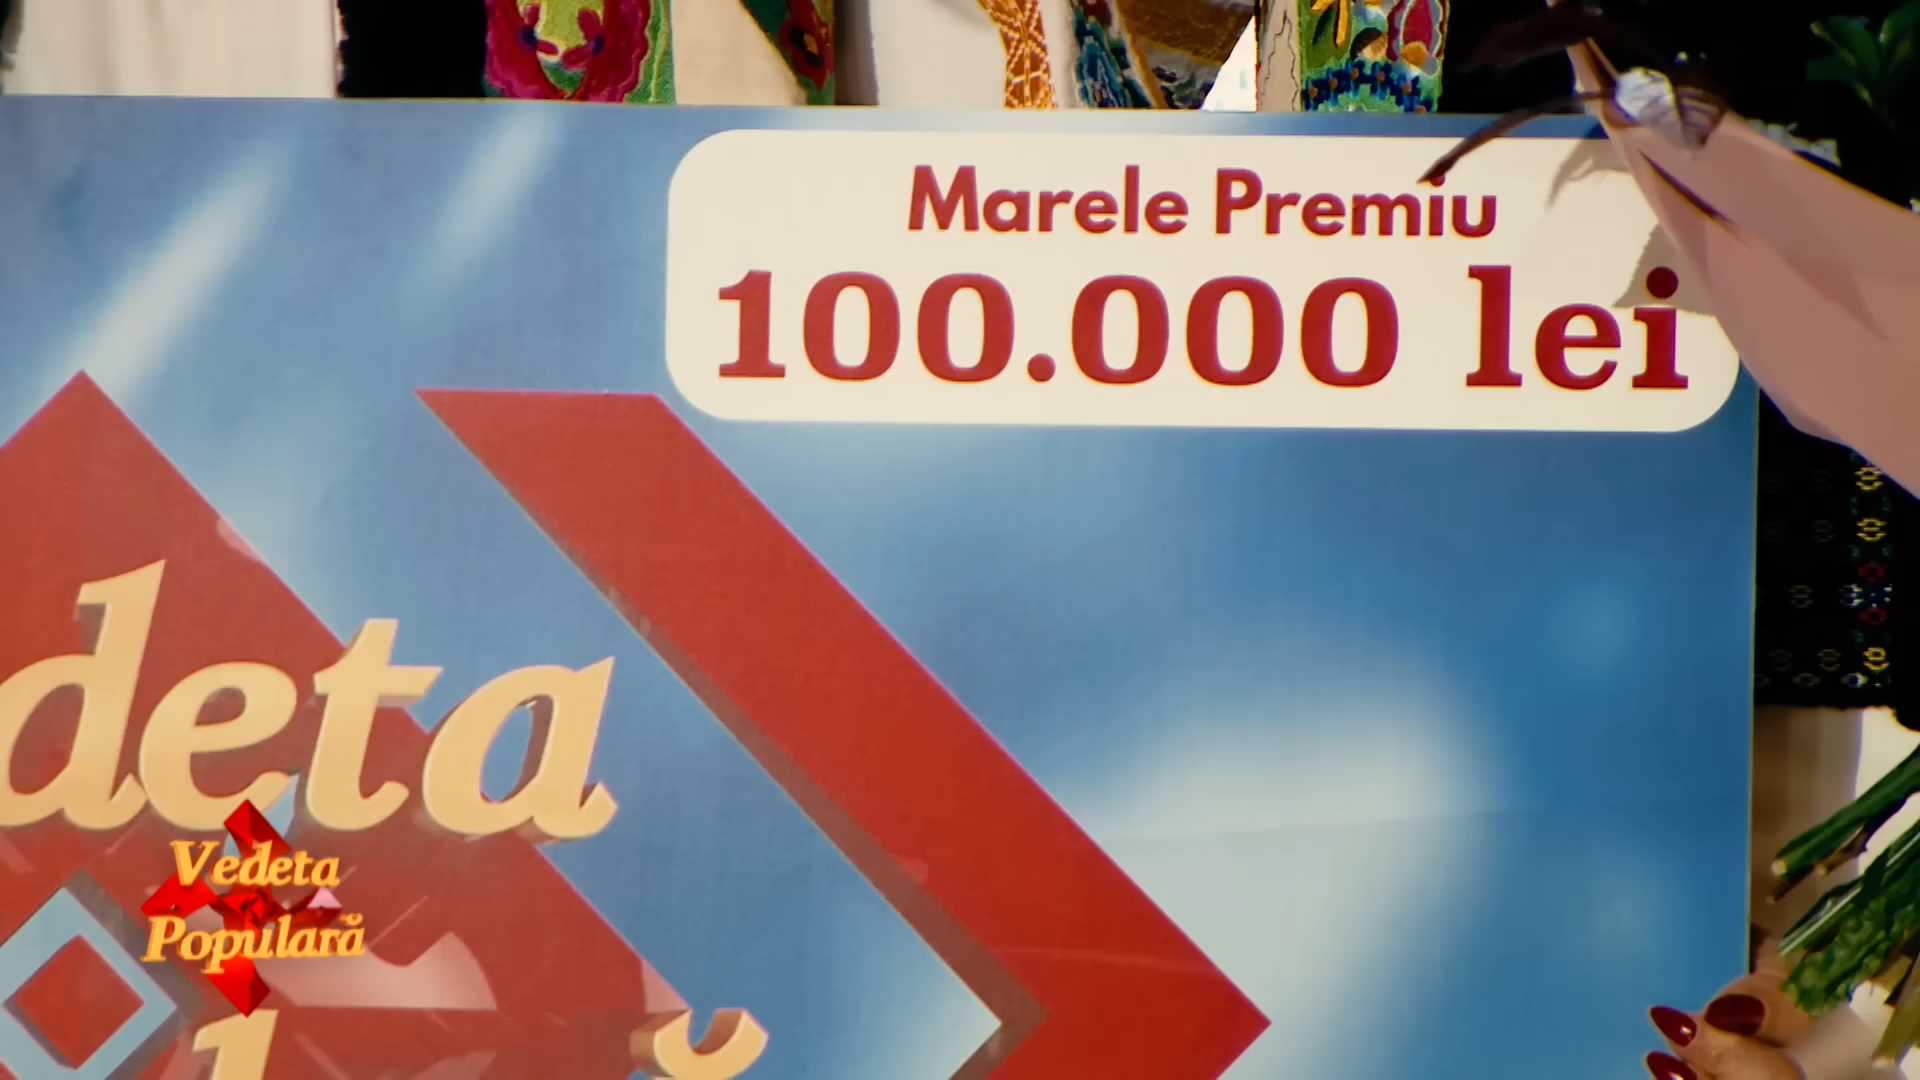 Marele Premiu
100.000 lei
deta
Vedeta
Populară